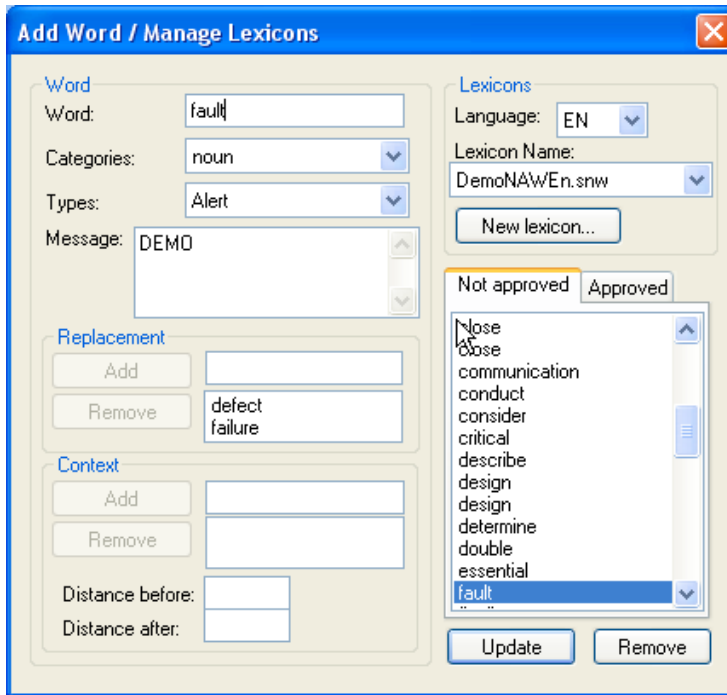 Add Word / Manage Lexicons
Word
Word: fault
Categories: noun
Types: Alert
Message: DEMO
Replacement
Add
Remove
defect
failure
Context
Add
Remove
Distance before:
Distance after:
Lexicons
Language: EN
Lexicon Name:
DemoNAWEn.snw
New lexicon...
Not approved Approved
close
close
communication
conduct
consider
critical
describe
design
design
determine
double
essential
fault
Update Remove